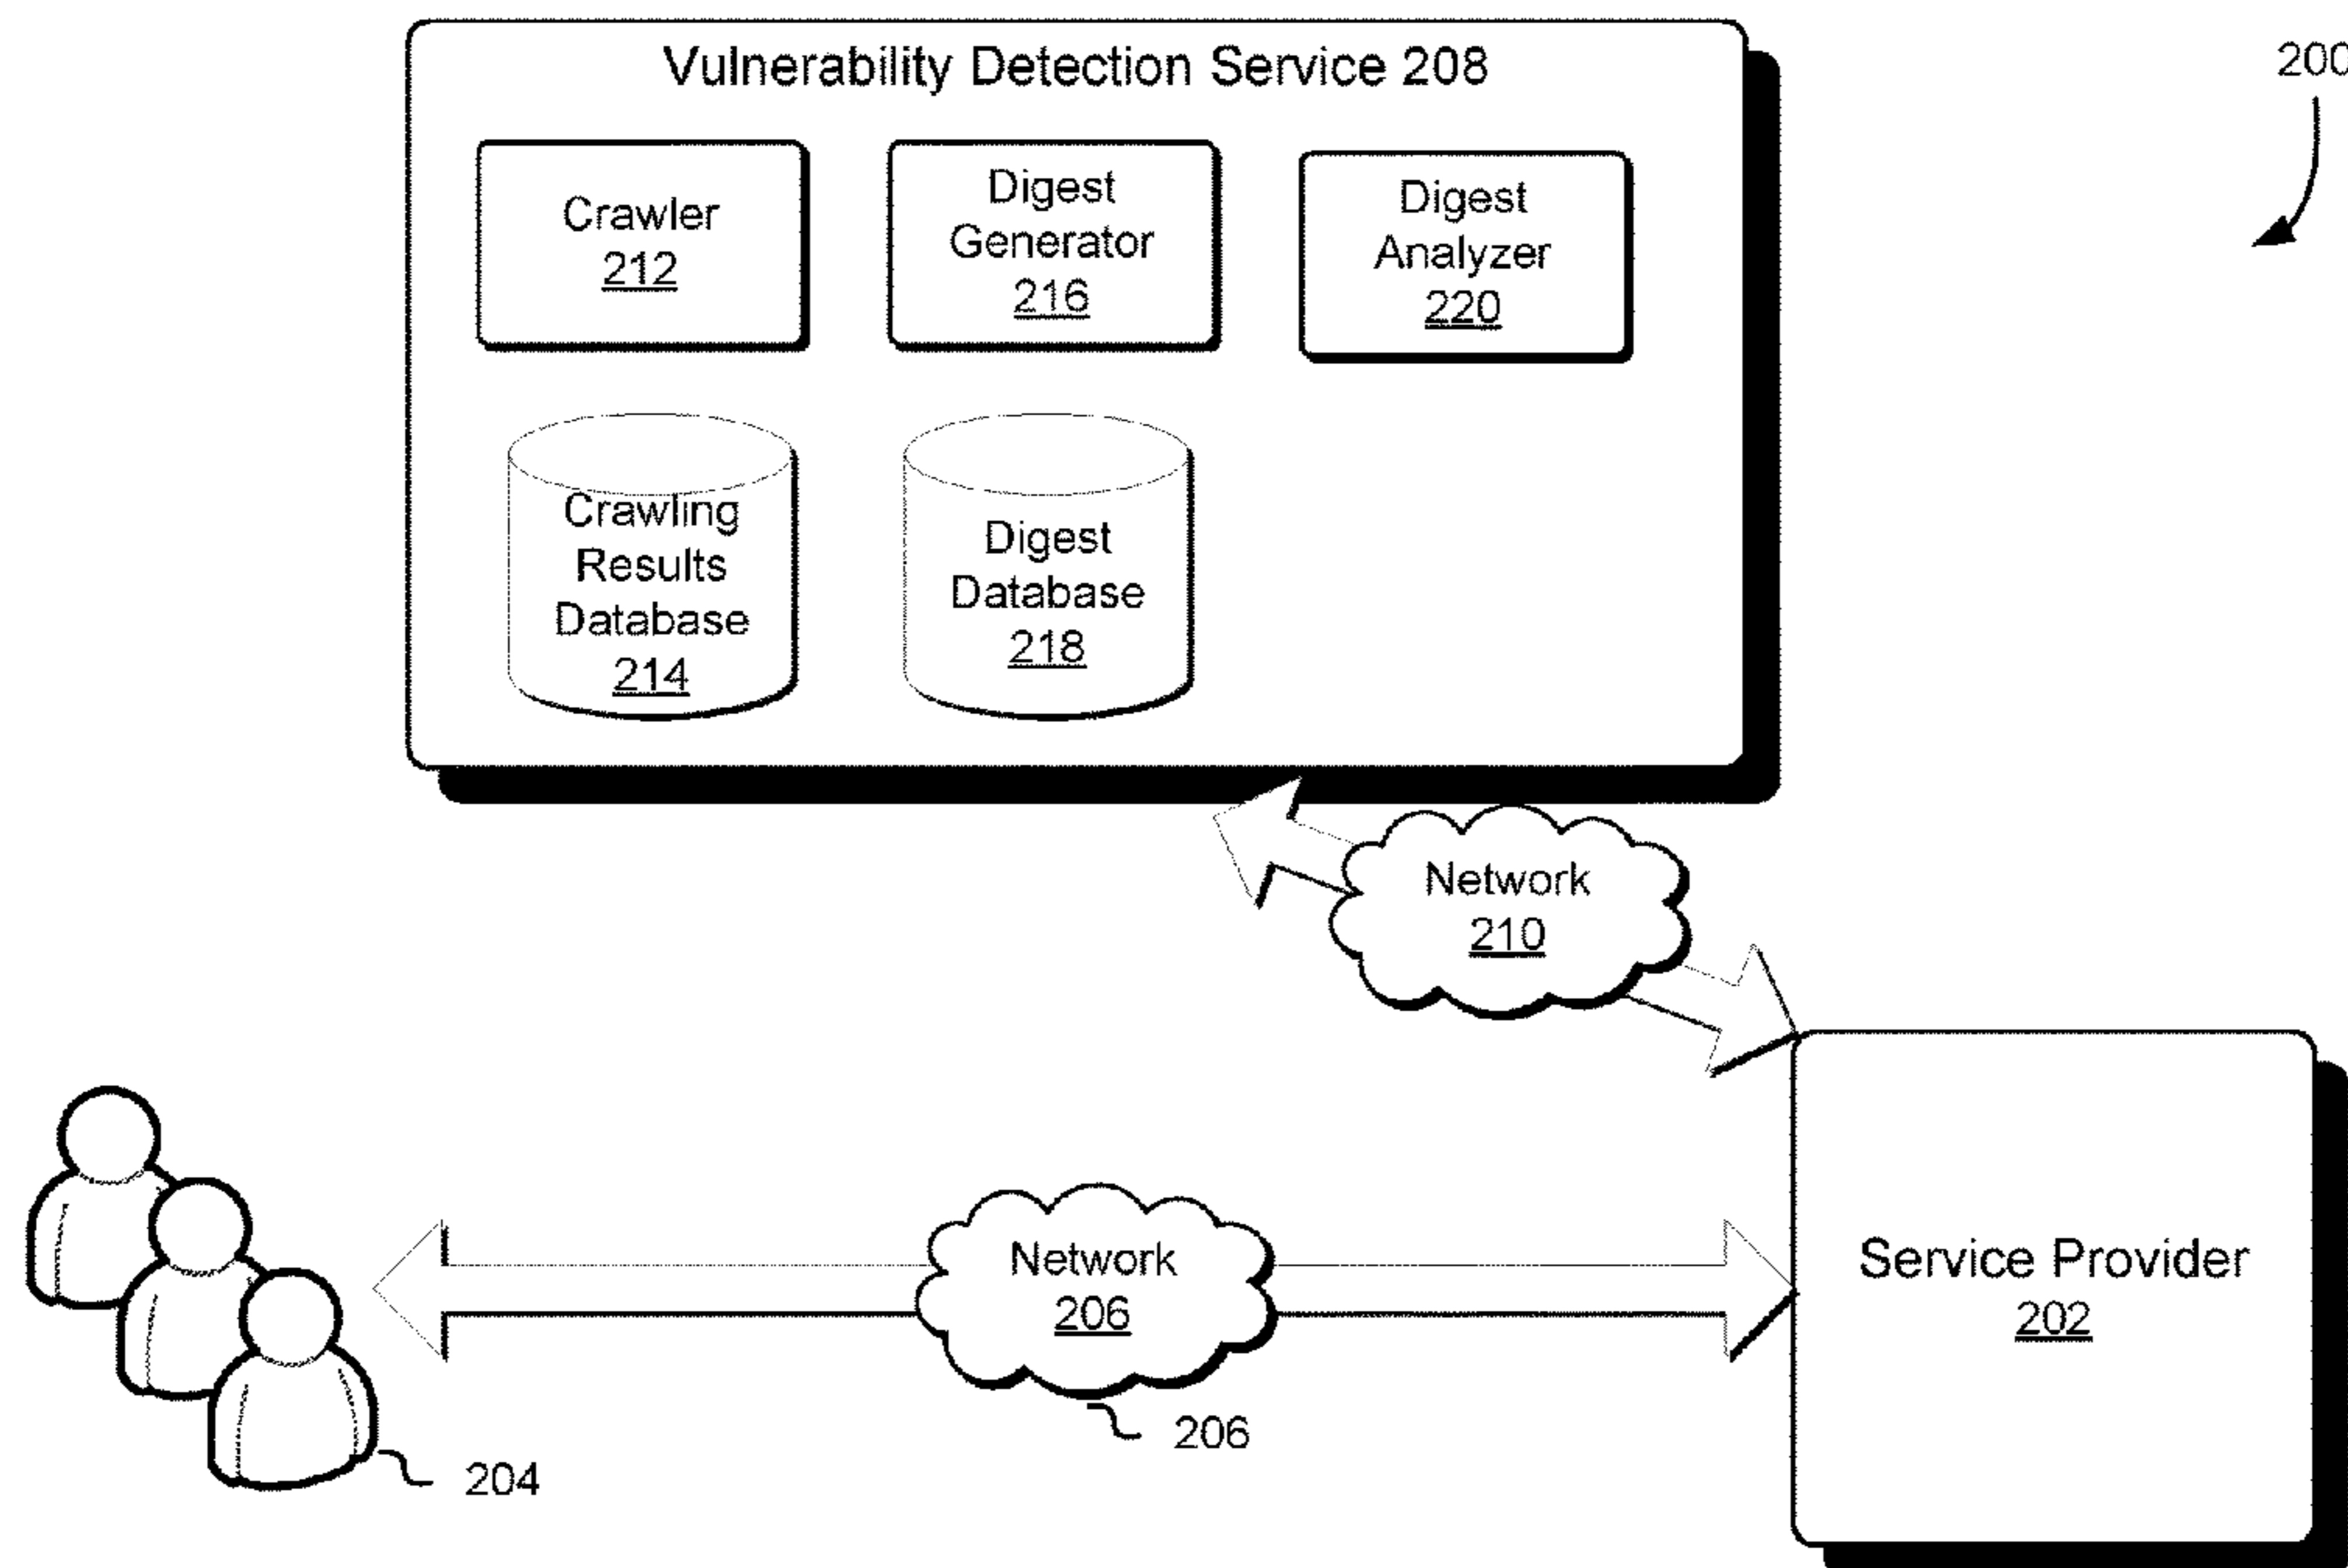 Vulnerability Detection Service 208
200
Crawler
212
Digest
Generator
216
Digest
Analyzer
220
Crawling
Results
Database
214
Digest
Database
218
Network
210
Network
206
206
Service Provider
202
204